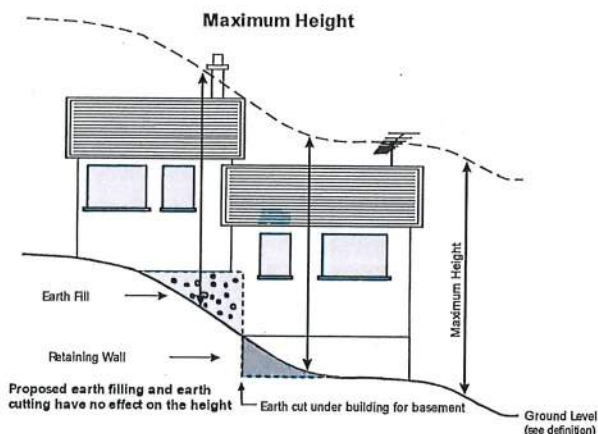 Maximum Height
Maximum Height
Earth Fill
Retaining Wall
Proposed earth filling and earth
cutting have no effect on the height
Earth cut under building for basement
Ground Level
(see definition)